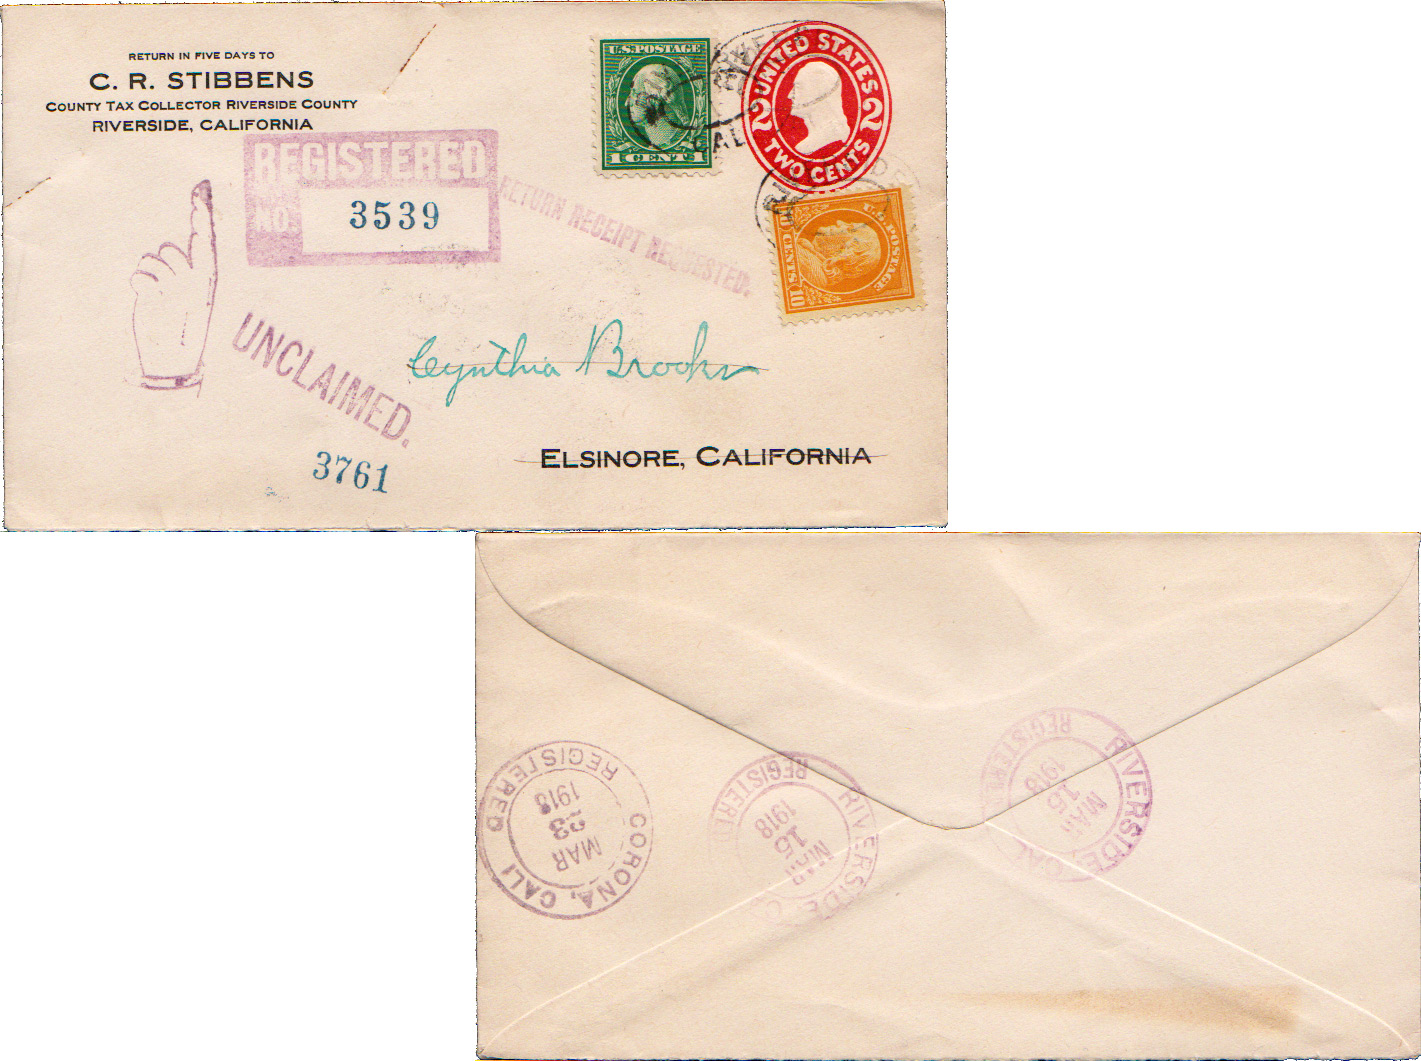 RETURN IN FIVE DAYS TO
C. R. STIBBENS
COUNTY TAX COLLECTOR RIVERSIDE COUNTY
RIVERSIDE, CALIFORNIA
REGISTERED
NO. 3539
RETURN RECEIPT REQUESTED.
U.S. POSTAGE
1 CENT 1
UNITED STATES
2 2
TWO CENTS
CAL
U.S. POSTAGE
CENTS 10
UNCLAIMED.
Cynthia Brooks
ELSINORE, CALIFORNIA
3761
CORONA, CALI
MAR
23
1918
REGISTERED
RIVERSIDE, C
MAR
15
1918
REGISTERED
RIVERSIDE, CAL
MAR
15
1918
REGISTERED